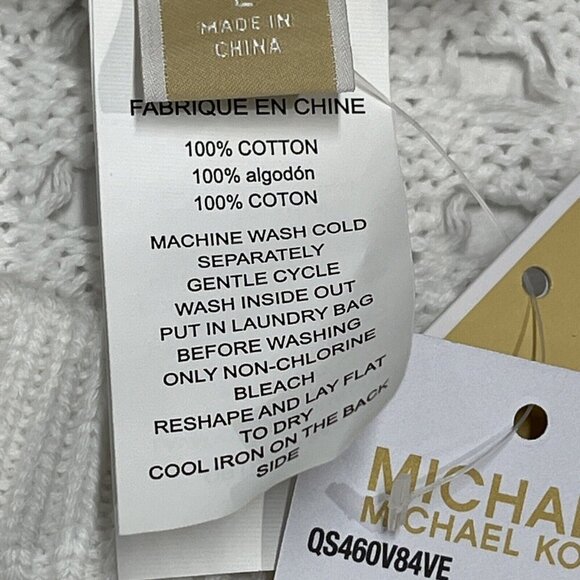 MADE IN
CHINA
FABRIQUE EN CHINE
100% COTTON
100% algodón
100% COTON
MACHINE WASH COLD
SEPARATELY
GENTLE CYCLE
WASH INSIDE OUT
PUT IN LAUNDRY BAG
BEFORE WASHING
ONLY NON-CHLORINE
BLEACH
RESHAPE AND LAY FLAT
TO DRY
COOL IRON ON THE BACK
SIDE
MICHA
MICHAEL KO
QS460V84VE